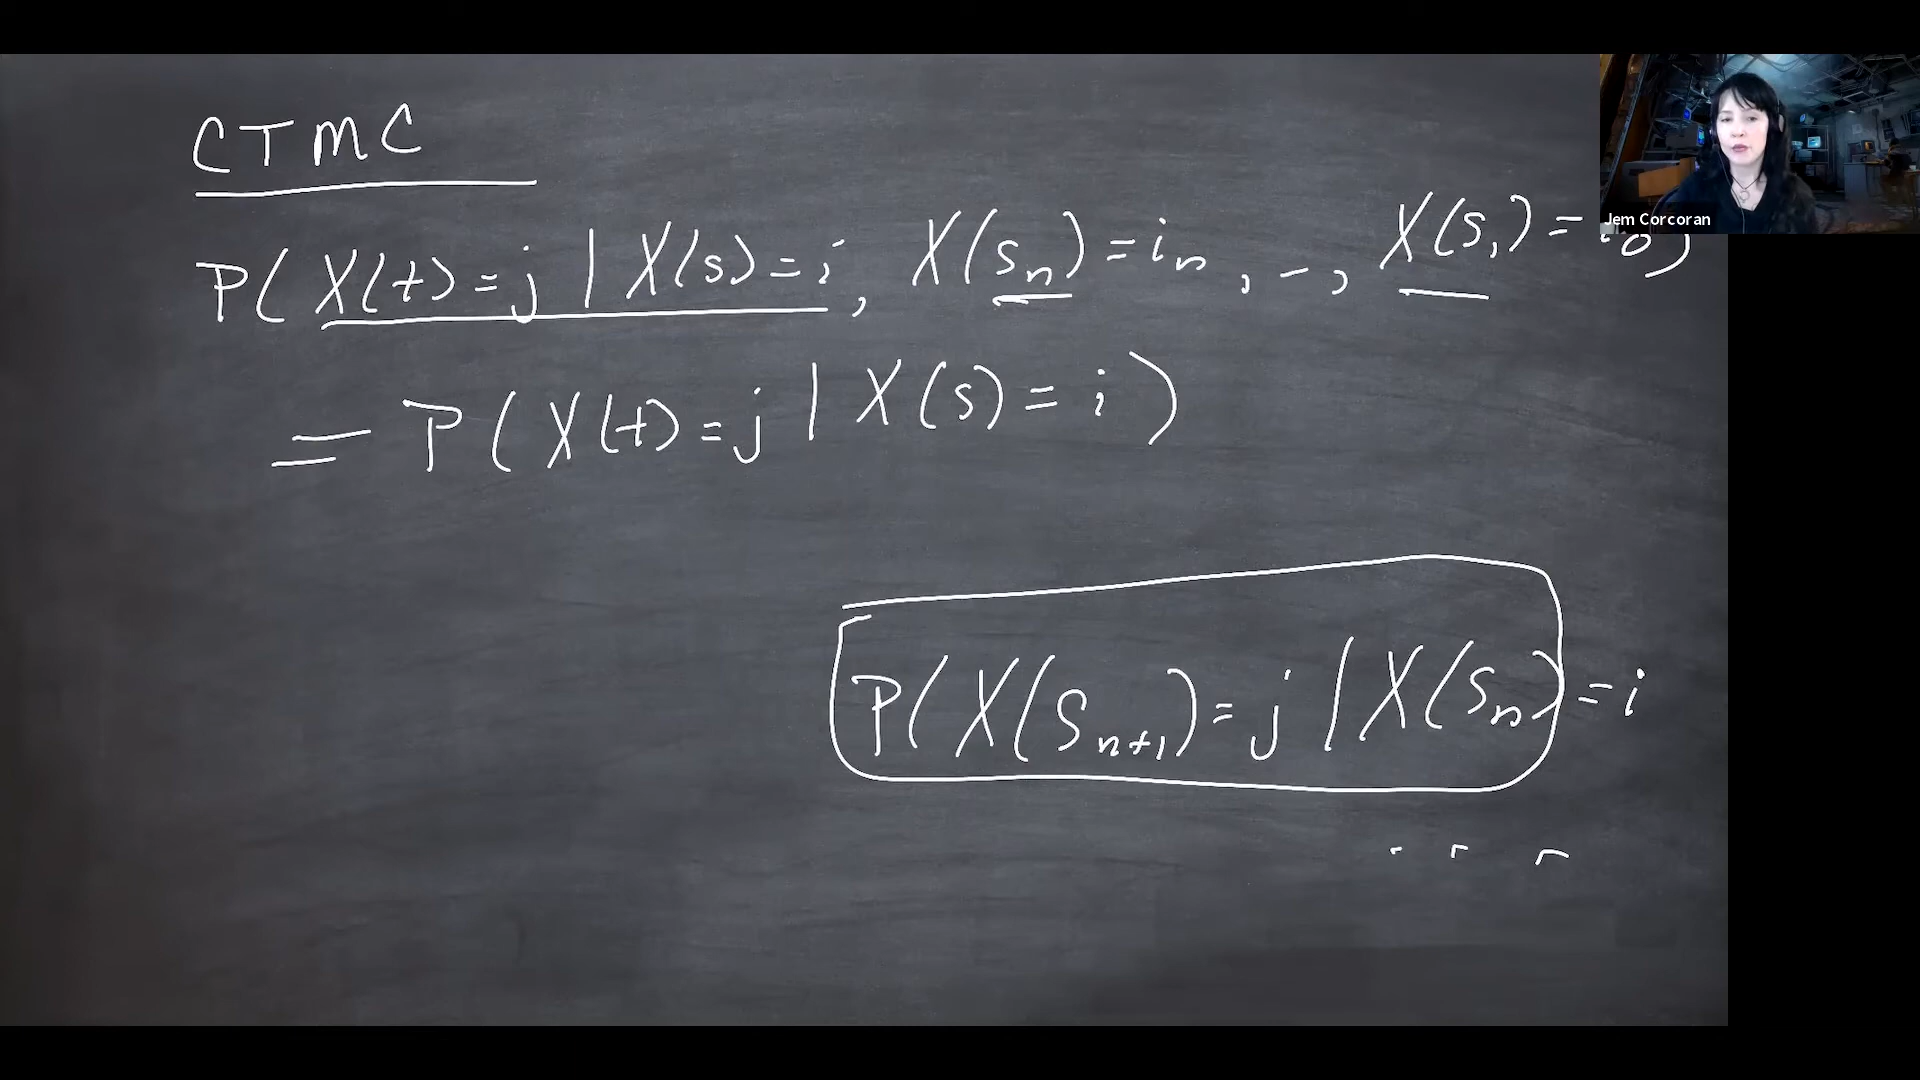 CTMC
Jem Corcoran
P(X(t)=j | X(s)=i, X(sₙ)=iₙ, -, X(s₁)=i₀)
= P(X(t)=j | X(s)=i)
P(X(Sₙ₊₁)=j | X(Sₙ)=i
. . .